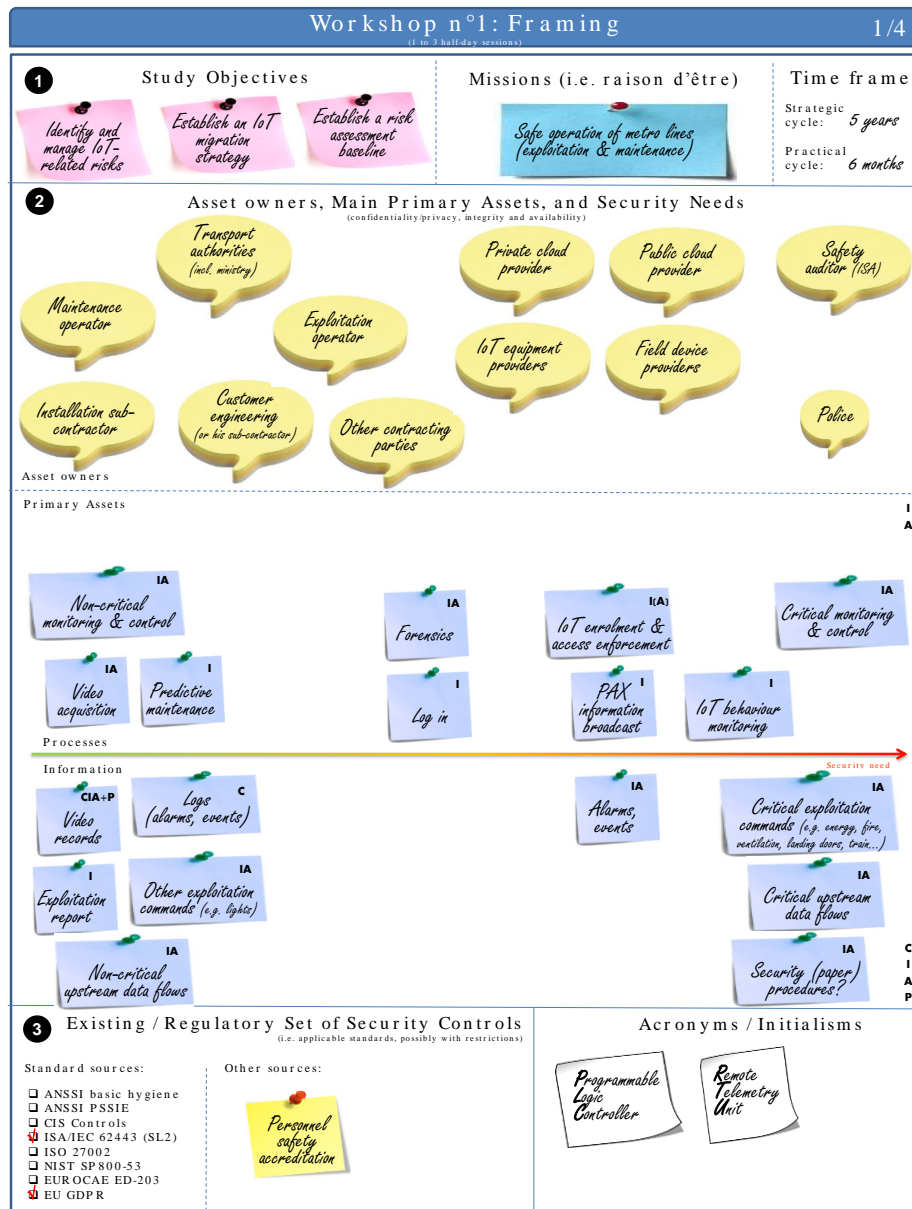 Workshop n°1: Framing
(1 to 3 half-day sessions)
1/4
1
Study Objectives
Identify and
manage IoT-
related risks
Establish an IoT
migration
strategy
Establish a risk
assessment
baseline
Missions (i.e. raison d'être)
Safe operation of metro lines
(exploitation & maintenance)
Time frame
Strategic
cycle: 5 years
Practical
cycle: 6 months
2
Asset owners, Main Primary Assets, and Security Needs
(confidentiality/privacy, integrity and availability)
Transport
authorities
(incl. ministry)
Private cloud
provider
Public cloud
provider
Safety
auditor (ISA)
Maintenance
operator
Exploitation
operator
IoT equipment
providers
Field device
providers
Installation sub-
contractor
Customer
engineering
(or his sub-contractor)
Other contracting
parties
Police
Asset owners
Primary Assets
I
A
IA
Non-critical
monitoring & control
IA
Forensics
I(A)
IoT enrolment &
access enforcement
IA
Critical monitoring
& control
IA
Video
acquisition
I
Predictive
maintenance
I
Log in
I
PAX
information
broadcast
I
IoT behaviour
monitoring
Processes
Security need
Information
CIA+P
Video
records
C
Logs
(alarms, events)
IA
Alarms,
events
IA
Critical exploitation
commands (e.g. energy, fire,
ventilation, landing doors, train...)
I
Exploitation
report
IA
Other exploitation
commands (e.g. lights)
IA
Critical upstream
data flows
IA
Non-critical
upstream data flows
IA
Security (paper)
procedures?
C
I
A
P
3
Existing / Regulatory Set of Security Controls
(i.e. applicable standards, possibly with restrictions)
Standard sources:
ANSSI basic hygiene
ANSSI PSSIE
CIS Controls
ISA/IEC 62443 (SL2)
ISO 27002
NIST SP800-53
EUROCAE ED-203
EU GDPR
Other sources:
Personnel
safety
accreditation
Acronyms / Initialisms
Programmable
Logic
Controller
Remote
Telemetry
Unit